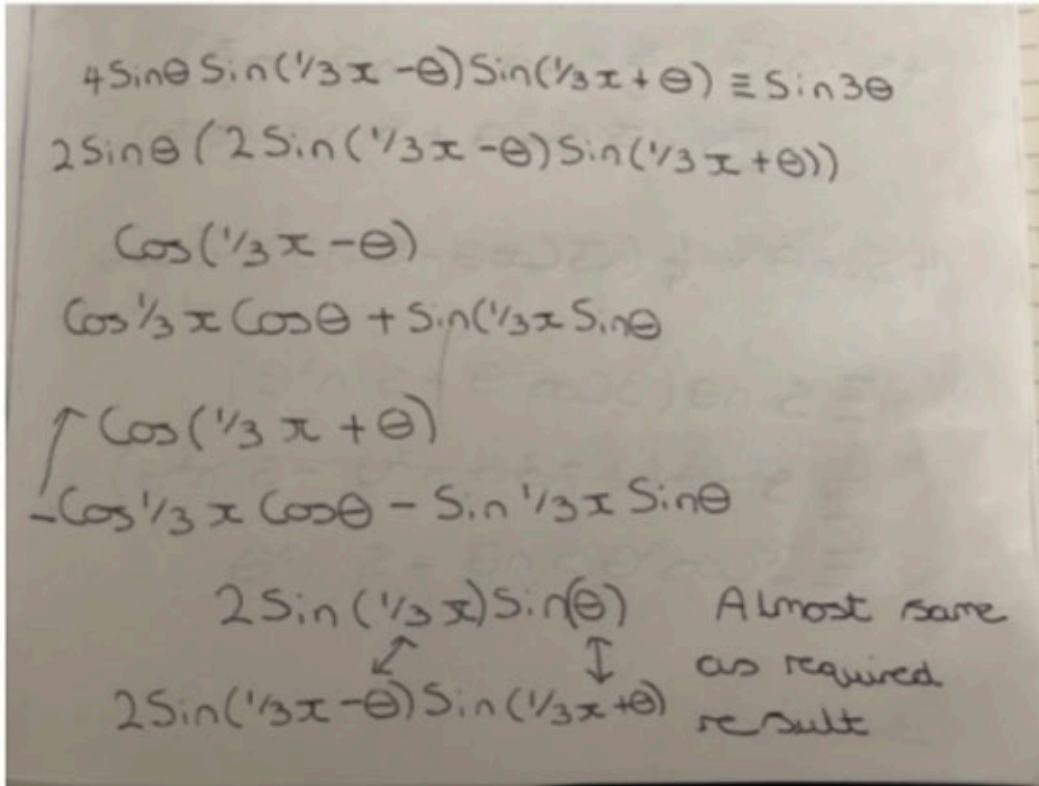 4Sinθ Sin(1/3π - θ) Sin(1/3π + θ) ≡ Sin3θ
2Sinθ (2Sin(1/3π - θ) Sin(1/3π + θ))
Cos(1/3π - θ)
Cos1/3π Cosθ + Sin(1/3π Sinθ
Cos(1/3π + θ)
-Cos1/3π Cosθ - Sin1/3π Sinθ
2Sin(1/3π)Sin(θ) Almost same
as required
2Sin(1/3π-θ)Sin(1/3π+θ) result